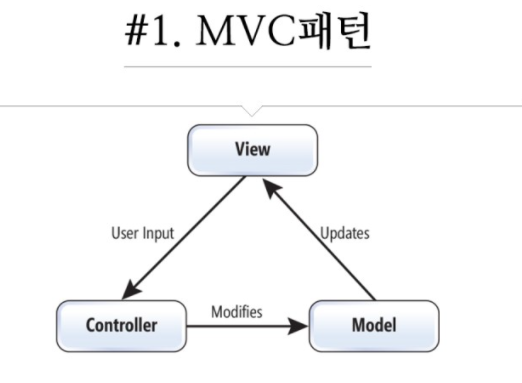 #1. MVC패턴
View
User Input
Updates
Controller
Modifies
Model